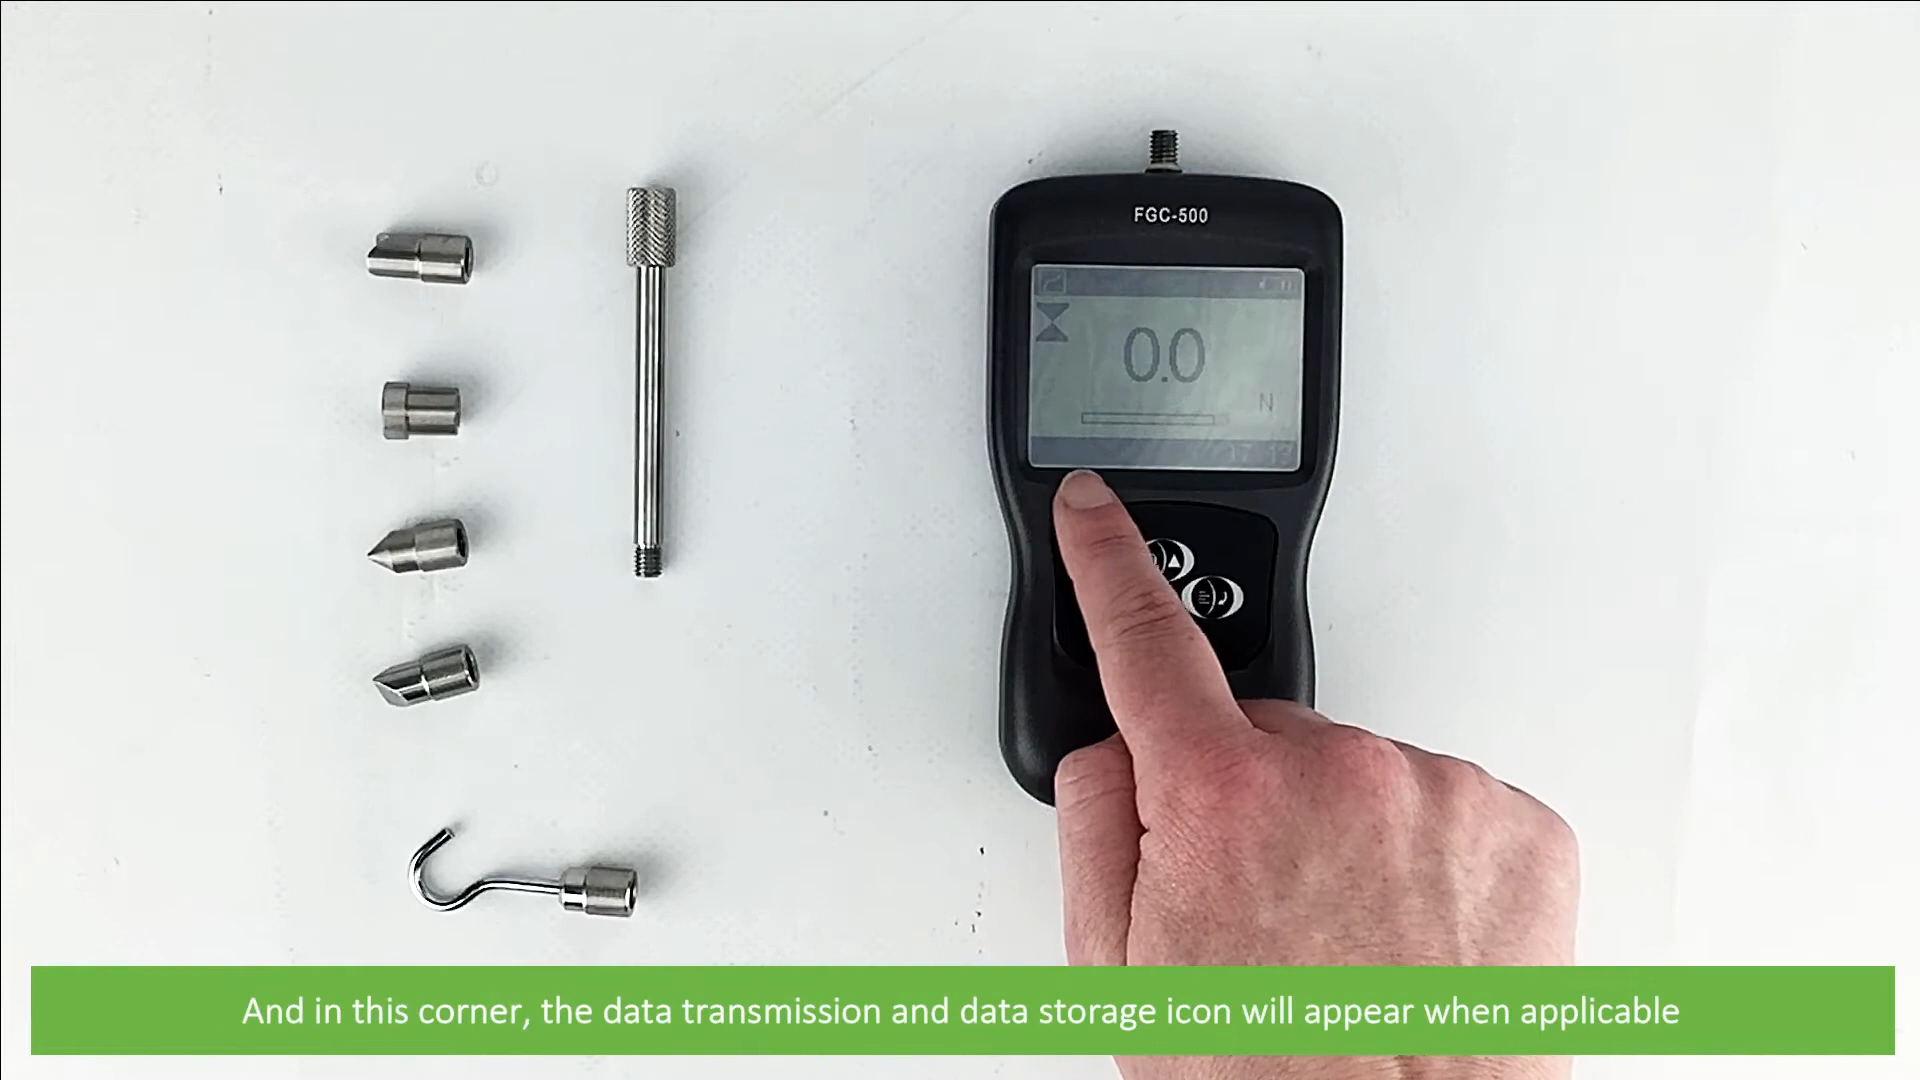 FGC-500
0.0
N
And in this corner, the data transmission and data storage icon will appear when applicable